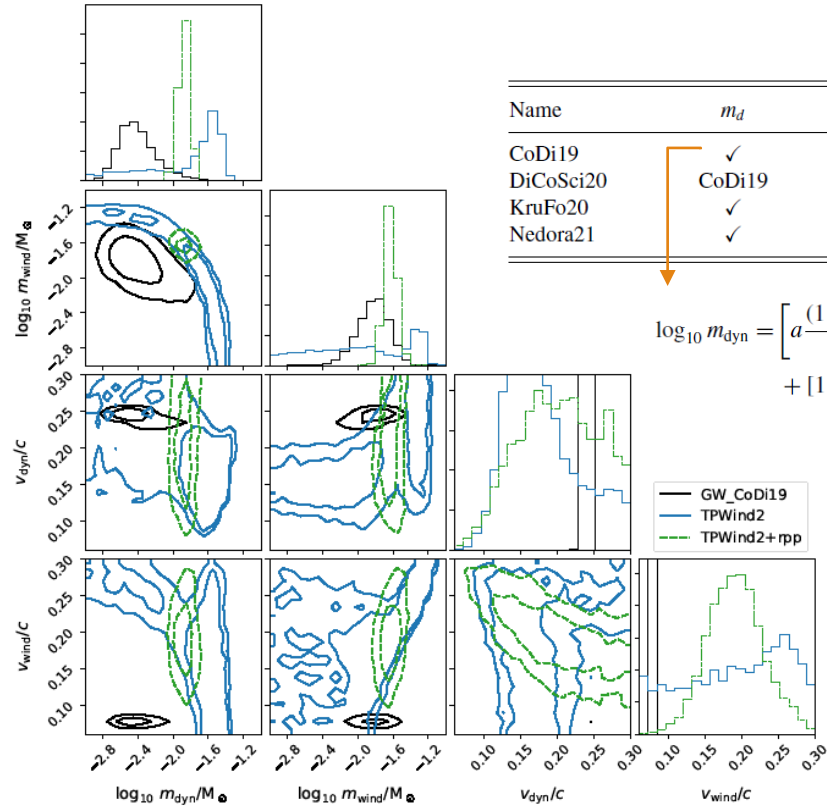 Name m_d
CoDi19 ✓
DiCoSci20 CoDi19
KruFo20 ✓
Nedora21 ✓
log₁₀ m_dyn = [a (1
+ [1
GW_CoDi19
TPWind2
TPWind2+rpp
log₁₀ m_wind/M_⊙
−1.2
−1.6
−2.0
−2.4
−2.8
v_dyn/c
0.30
0.25
0.20
0.15
0.10
v_wind/c
0.30
0.25
0.20
0.15
0.10
−2.8 −2.4 −2.0 −1.6 −1.2
−2.8 −2.4 −2.0 −1.6 −1.2
0.10 0.15 0.20 0.25 0.30
0.10 0.15 0.20 0.25 0.30
log₁₀ m_dyn/M_⊙ log₁₀ m_wind/M_⊙ v_dyn/c v_wind/c